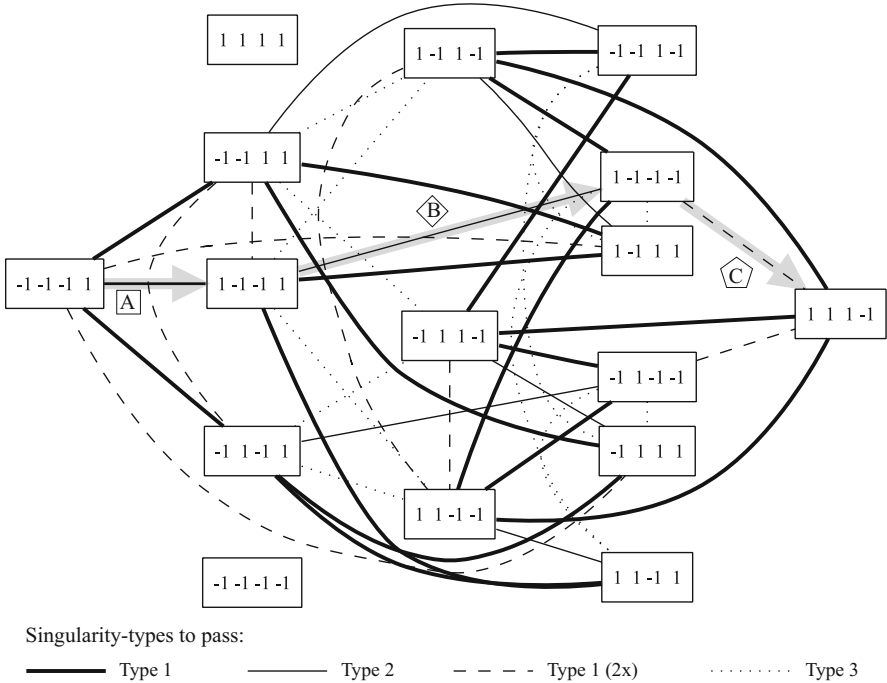 1 1 1 1
1 -1 1 -1
-1 -1 1 -1
-1 -1 1 1
1 -1 -1 -1
B
1 -1 1 1
C
-1 -1 -1 1
A
1 -1 -1 1
1 1 1 -1
-1 1 1 -1
-1 1 -1 -1
-1 1 -1 1
-1 1 1 1
1 1 -1 -1
-1 -1 -1 -1
1 1 -1 1
Singularity-types to pass:
Type 1 Type 2 Type 1 (2x) Type 3